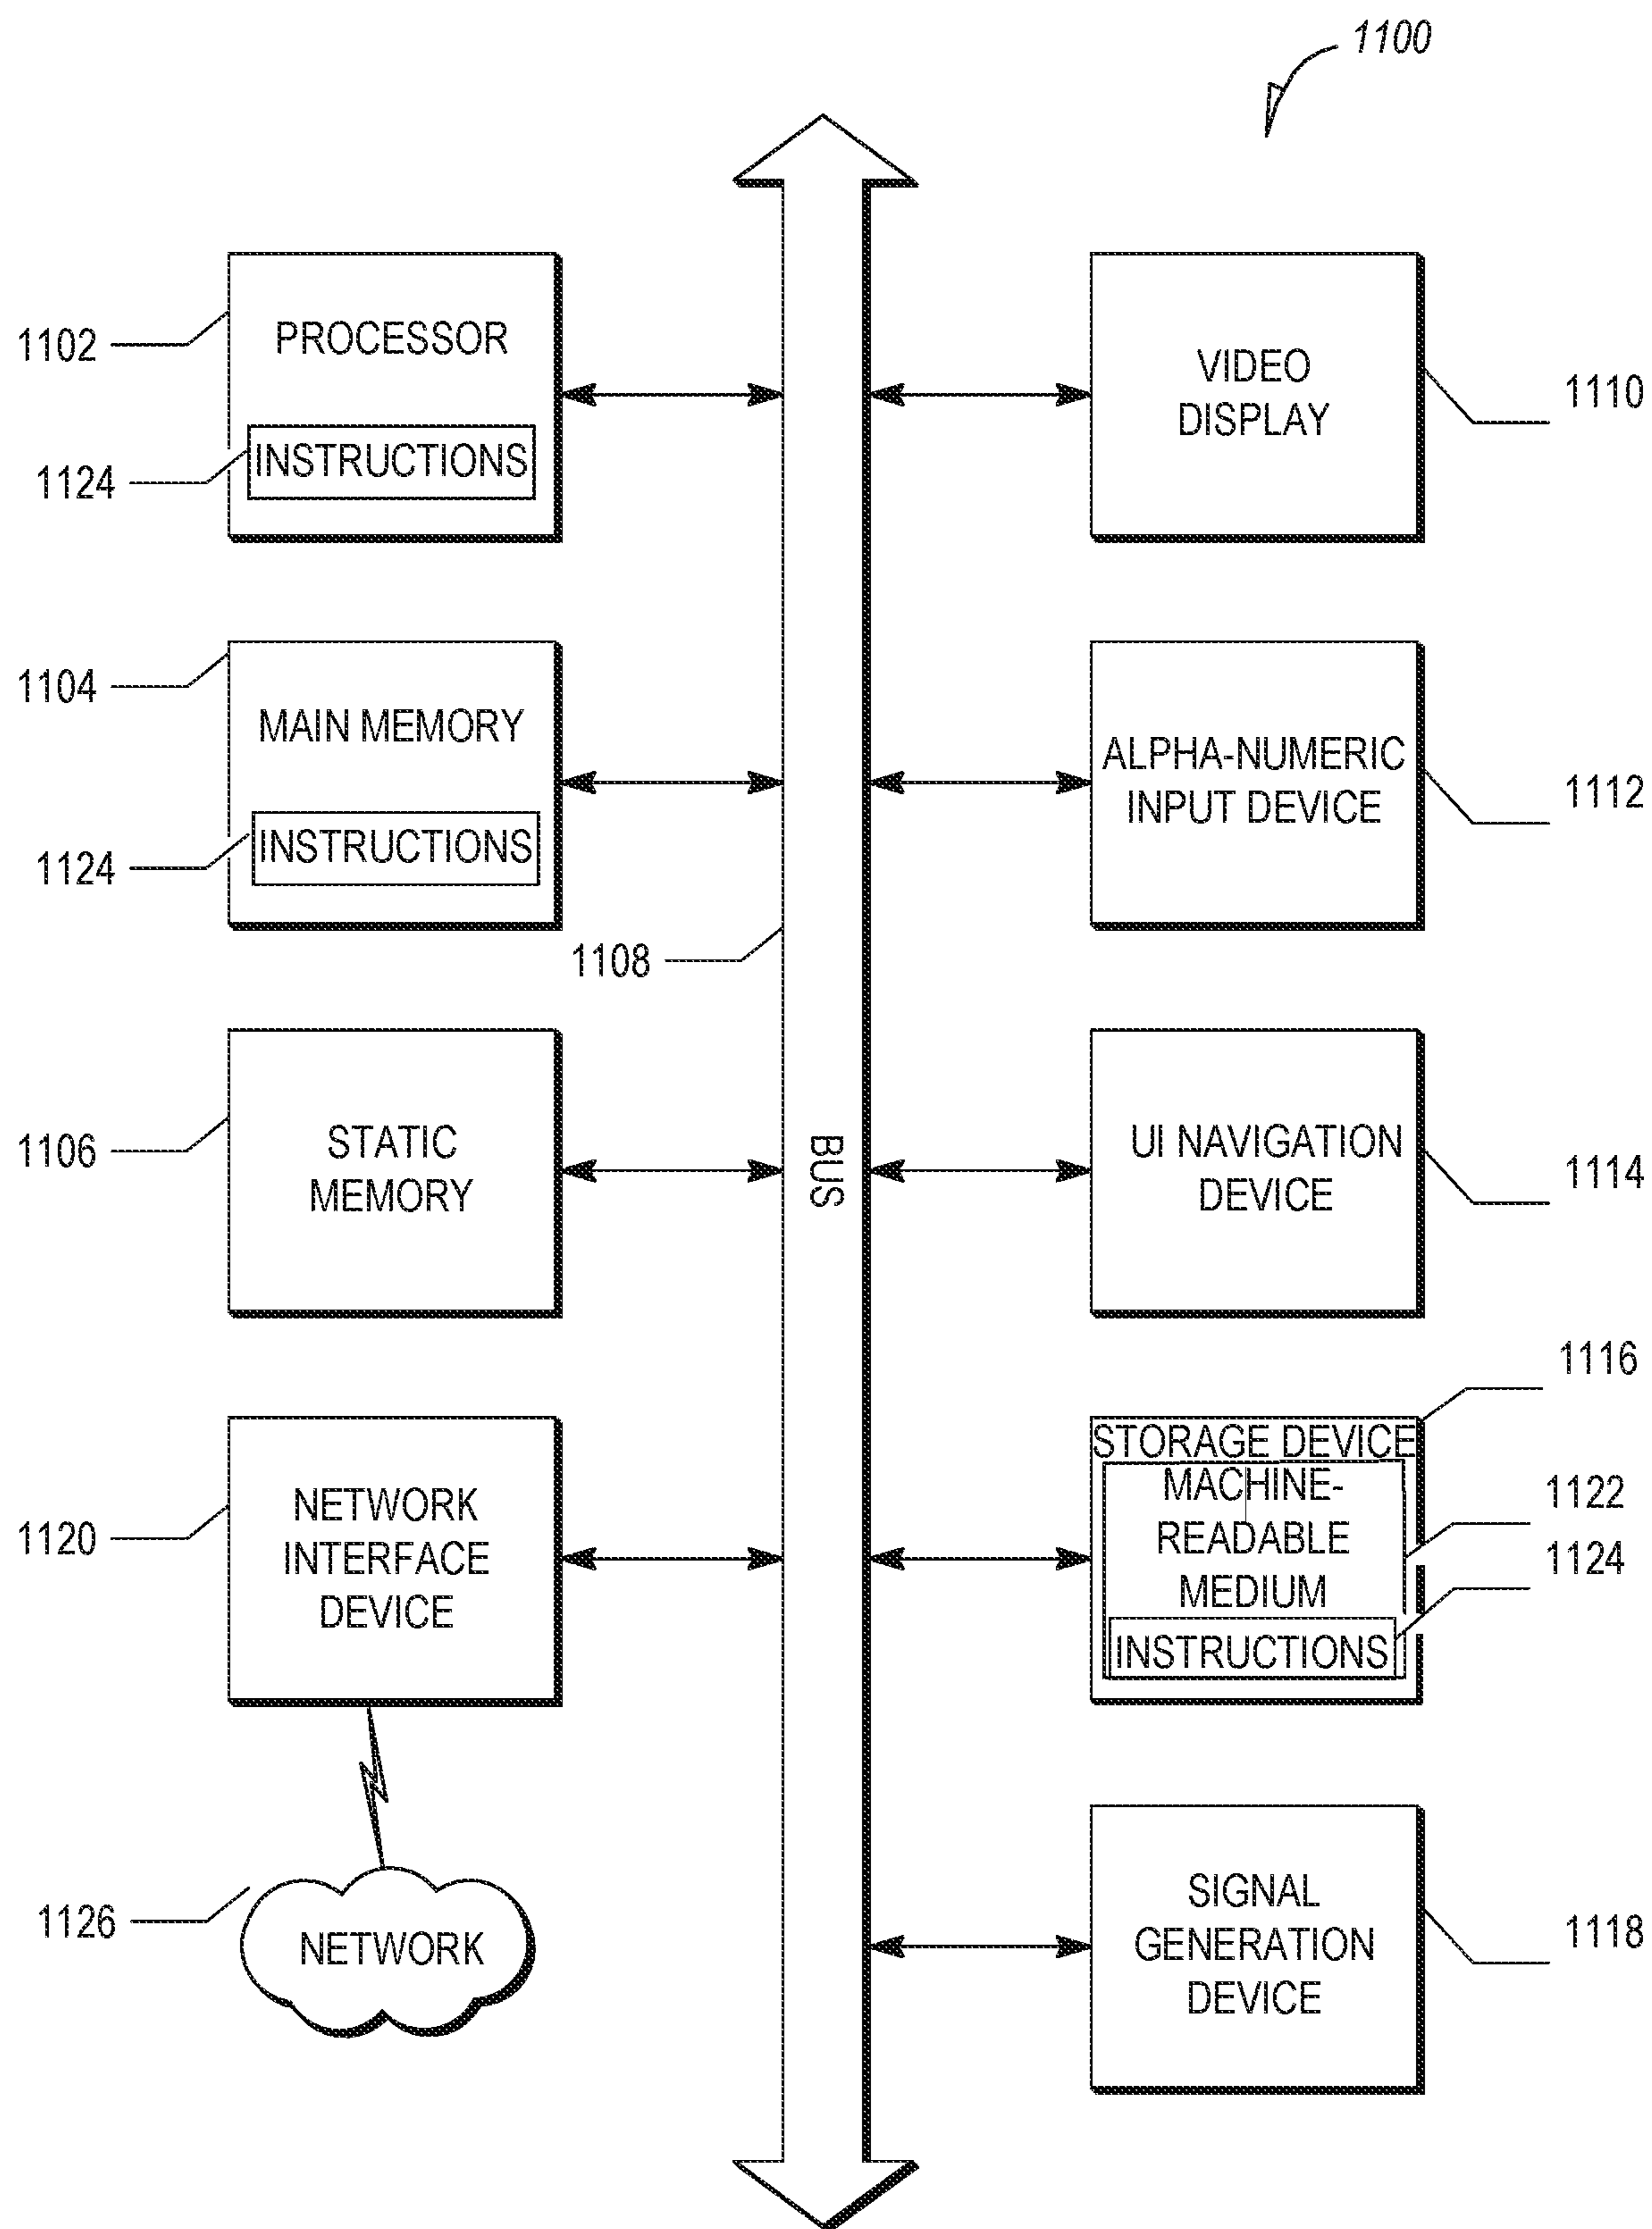 1100
1102
PROCESSOR
1124
INSTRUCTIONS
VIDEO
DISPLAY
1110
1104
MAIN MEMORY
1124
INSTRUCTIONS
ALPHA-NUMERIC
INPUT DEVICE
1112
1108
BUS
1106
STATIC
MEMORY
UI NAVIGATION
DEVICE
1114
1120
NETWORK
INTERFACE
DEVICE
1116
STORAGE DEVICE
MACHINE-
READABLE
MEDIUM
1122
1124
INSTRUCTIONS
1126
NETWORK
SIGNAL
GENERATION
DEVICE
1118